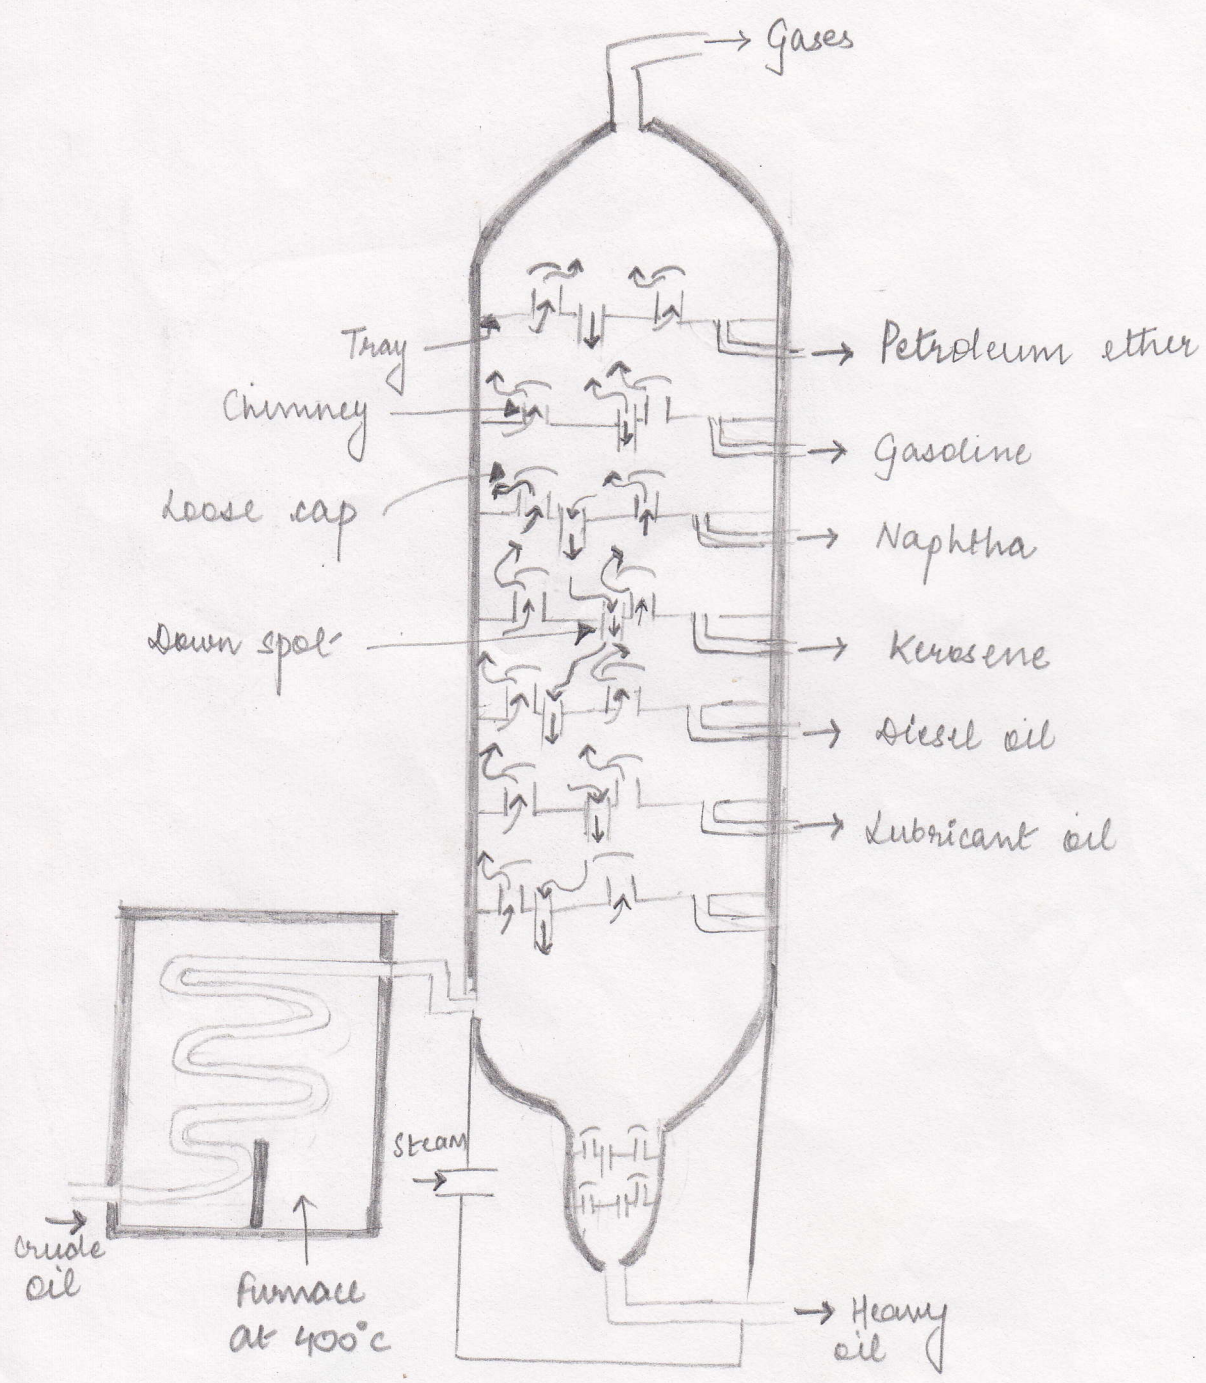 Gases
Tray
Petroleum ether
Chimney
Gasoline
Loose cap
Naphtha
Down spot
Kerosene
Diesel oil
Lubricant oil
Steam
Crude
oil
Furnace
at 400°c
Heavy
oil